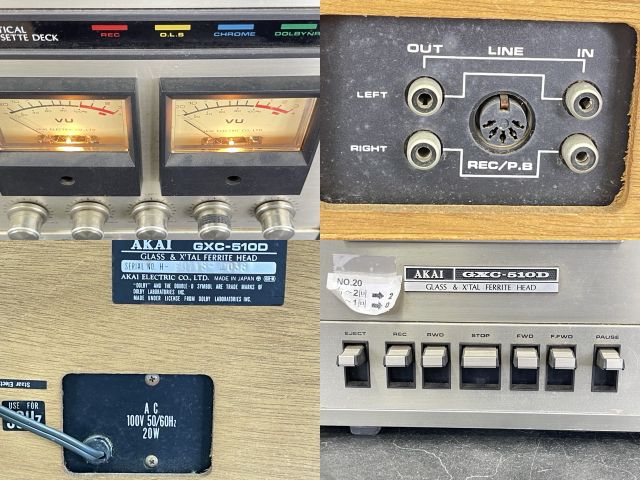 TICAL
SETTE DECK
REC
O.L.S
CHROME
DOLBYNR
VU
VU
OUT LINE IN
LEFT
RIGHT
REC/P.B
AKAI GXC-510D
GLASS & X'TAL FERRITE HEAD
SERIAL NO. H-
AKAI ELECTRIC CO., LTD. MADE IN JAPAN
"DOLBY" AND THE DOUBLE-D SYMBOL ARE TRADE MARKS OF
DOLBY LABORATORIES INC.
MADE UNDER LICENSE FROM DOLBY LABORATORIES INC.
USE FOR
AC
100V 50/60Hz
20W
NO.20
AKAI GXC-510D
GLASS & X'TAL FERRITE HEAD
EJECT REC RWD STOP FWD F.FWD PAUSE